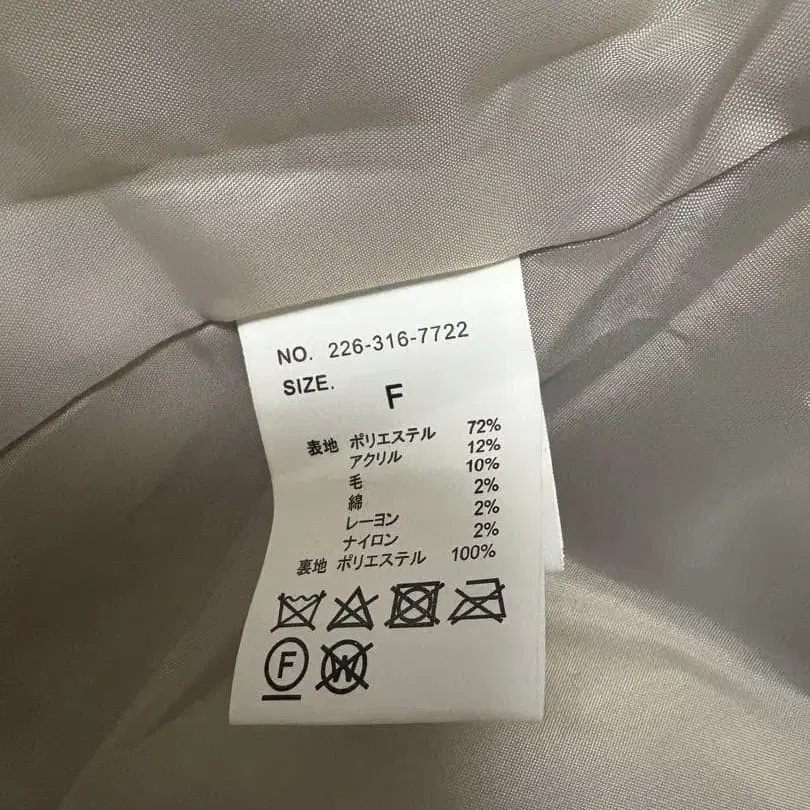 NO. 226-316-7722
SIZE.
F
表地 ポリエステル 72%
アクリル 12%
毛 10%
綿 2%
レーヨン 2%
ナイロン 2%
裏地 ポリエステル 100%
F W